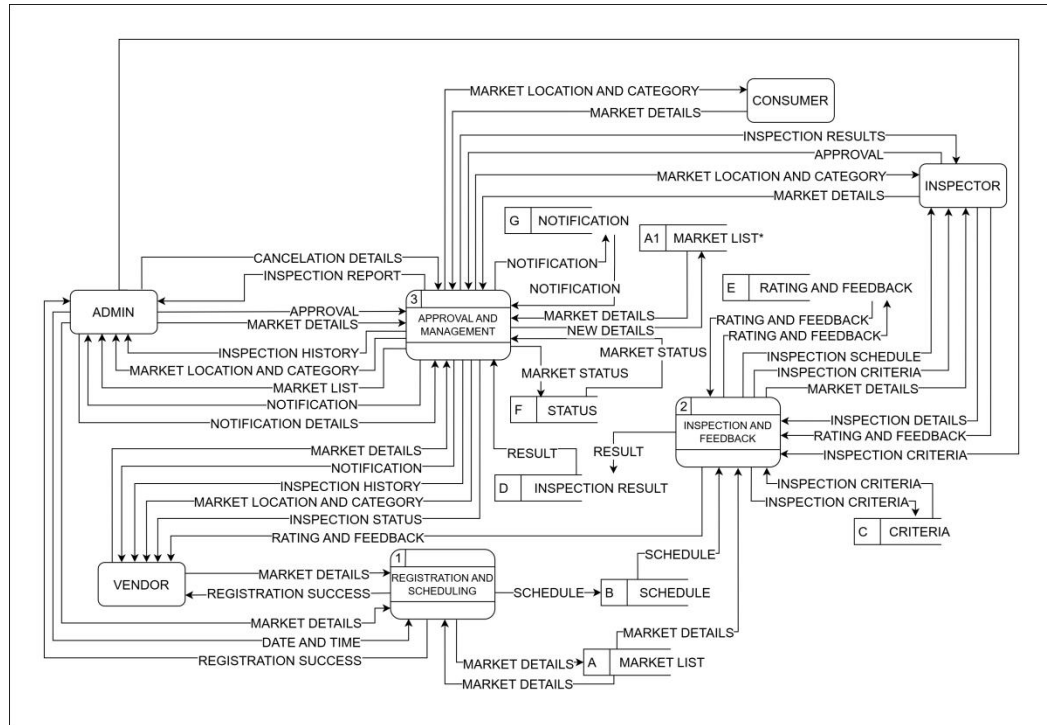 MARKET LOCATION AND CATEGORY
CONSUMER
MARKET DETAILS
INSPECTION RESULTS
APPROVAL
MARKET LOCATION AND CATEGORY
INSPECTOR
MARKET DETAILS
G NOTIFICATION
A1 MARKET LIST*
CANCELATION DETAILS
NOTIFICATION
INSPECTION REPORT
E RATING AND FEEDBACK
NOTIFICATION
ADMIN
3
APPROVAL
APPROVAL AND
MANAGEMENT
MARKET DETAILS
MARKET DETAILS
RATING AND FEEDBACK
NEW DETAILS
RATING AND FEEDBACK
INSPECTION HISTORY
MARKET STATUS
INSPECTION SCHEDULE
MARKET LOCATION AND CATEGORY
MARKET STATUS
INSPECTION CRITERIA
MARKET LIST
MARKET DETAILS
NOTIFICATION
F STATUS
2
NOTIFICATION DETAILS
INSPECTION AND
FEEDBACK
INSPECTION DETAILS
RATING AND FEEDBACK
MARKET DETAILS
RESULT
RESULT
INSPECTION CRITERIA
NOTIFICATION
INSPECTION HISTORY
D INSPECTION RESULT
INSPECTION CRITERIA
MARKET LOCATION AND CATEGORY
INSPECTION CRITERIA
INSPECTION STATUS
C CRITERIA
RATING AND FEEDBACK
1
SCHEDULE
VENDOR
MARKET DETAILS
REGISTRATION AND
SCHEDULING
REGISTRATION SUCCESS
SCHEDULE
B SCHEDULE
MARKET DETAILS
MARKET DETAILS
DATE AND TIME
REGISTRATION SUCCESS
MARKET DETAILS
A MARKET LIST
MARKET DETAILS